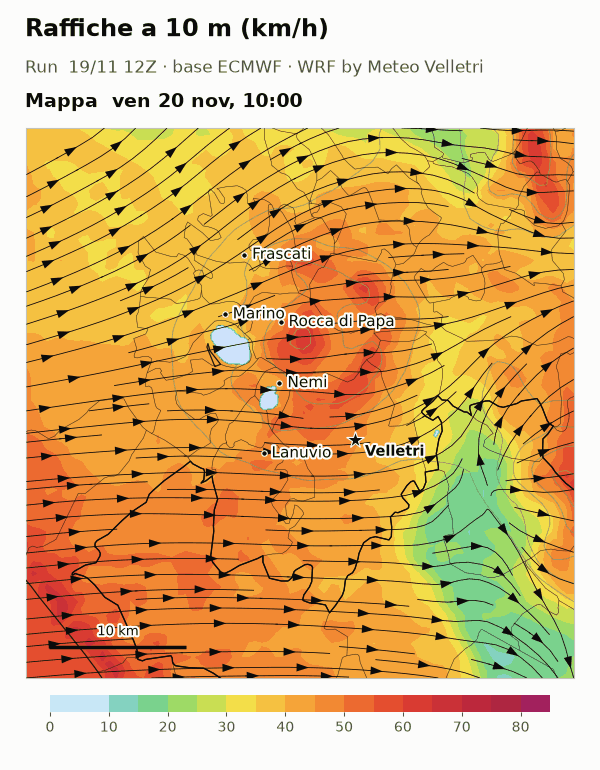 Raffiche a 10 m (km/h)
Run  19/11 12Z · base ECMWF · WRF by Meteo Velletri
Mappa  ven 20 nov, 10:00
Frascati
Marino
Rocca di Papa
Nemi
Velletri
Lanuvio
10 km
0 10 20 30 40 50 60 70 80